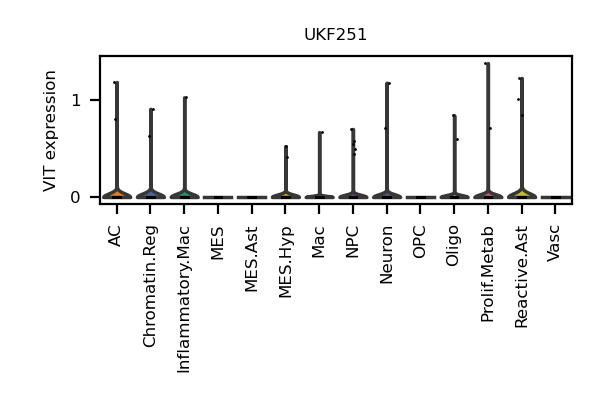 UKF251
VIT expression
1
0
AC
Chromatin.Reg
Inflammatory.Mac
MES
MES.Ast
MES.Hyp
Mac
NPC
Neuron
OPC
Oligo
Prolif.Metab
Reactive.Ast
Vasc